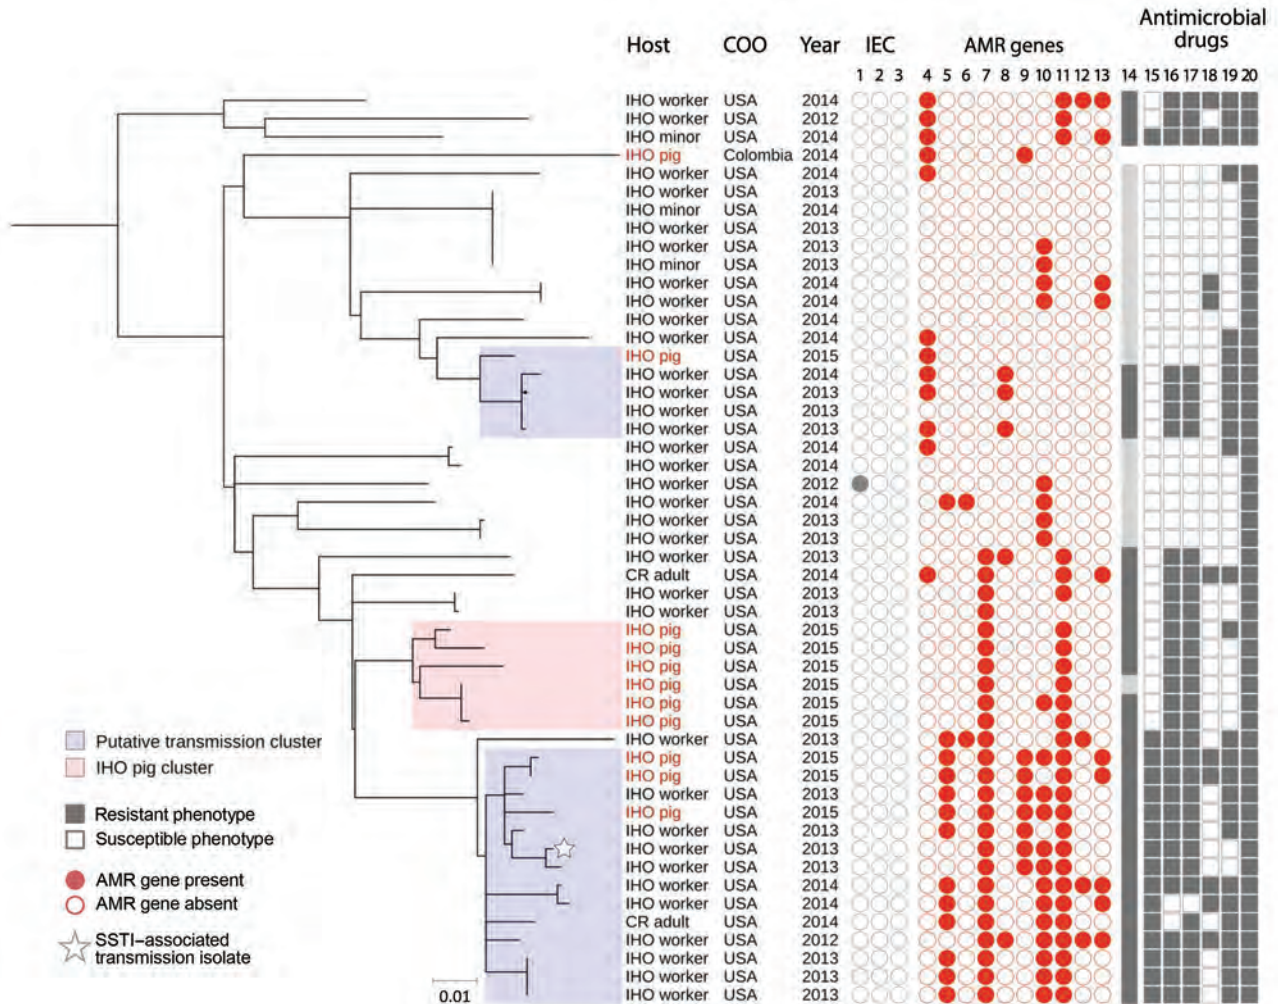 Antimicrobial
drugs
Host COO Year IEC AMR genes
1 2 3 4 5 6 7 8 9 10 11 12 13 14 15 16 17 18 19 20
IHO worker USA 2014
IHO worker USA 2012
IHO minor USA 2014
IHO pig Colombia 2014
IHO worker USA 2014
IHO worker USA 2013
IHO minor USA 2014
IHO worker USA 2013
IHO worker USA 2013
IHO minor USA 2013
IHO worker USA 2014
IHO worker USA 2014
IHO worker USA 2014
IHO worker USA 2014
IHO pig USA 2015
IHO worker USA 2014
IHO worker USA 2013
IHO worker USA 2013
IHO worker USA 2013
IHO worker USA 2014
IHO worker USA 2014
IHO worker USA 2012
IHO worker USA 2014
IHO worker USA 2013
IHO worker USA 2013
IHO worker USA 2013
CR adult USA 2014
IHO worker USA 2013
IHO worker USA 2013
IHO pig USA 2015
IHO pig USA 2015
IHO pig USA 2015
IHO pig USA 2015
IHO pig USA 2015
IHO pig USA 2015
IHO worker USA 2013
IHO pig USA 2015
IHO pig USA 2015
IHO worker USA 2013
IHO pig USA 2015
IHO worker USA 2013
IHO worker USA 2013
IHO worker USA 2013
IHO worker USA 2014
IHO worker USA 2014
CR adult USA 2014
IHO worker USA 2012
IHO worker USA 2013
IHO worker USA 2013
IHO worker USA 2013
Putative transmission cluster
IHO pig cluster
Resistant phenotype
Susceptible phenotype
AMR gene present
AMR gene absent
SSTI–associated
transmission isolate
0.01